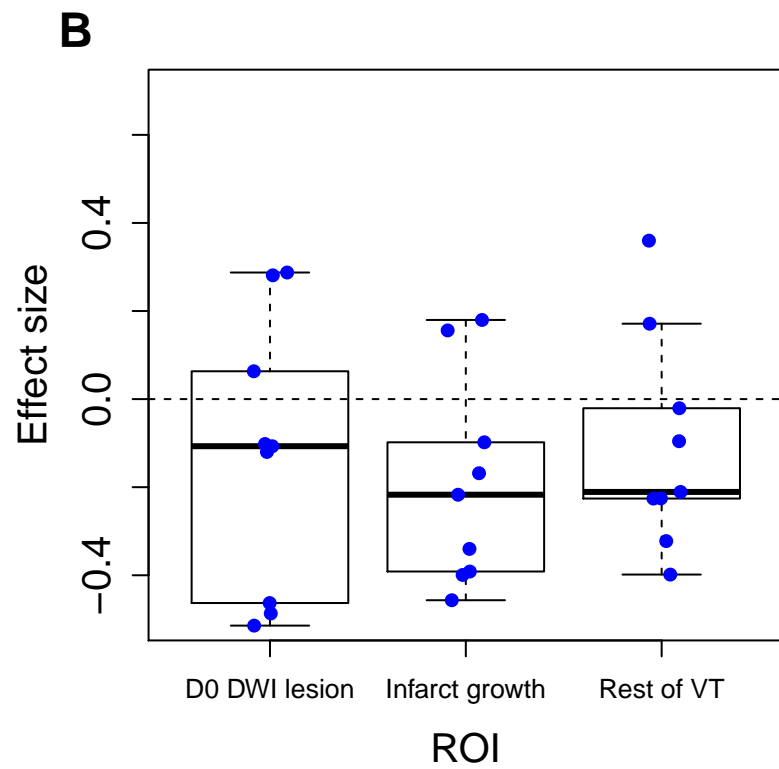 B
Effect size
0.4
0.0
−0.4
D0 DWI lesion Infarct growth Rest of VT
ROI